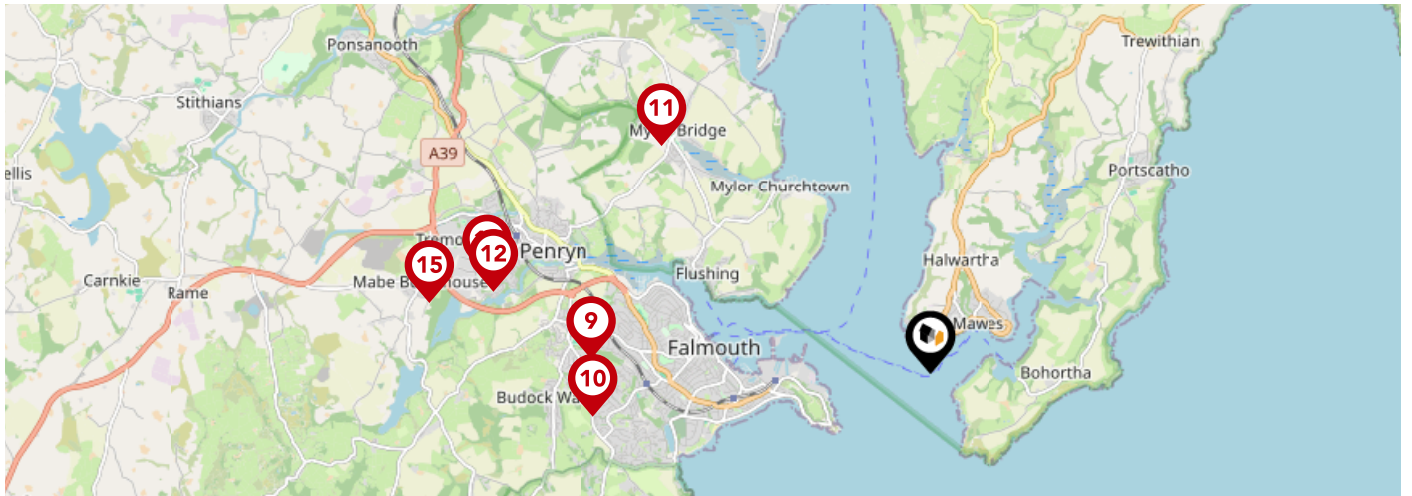 Ponsanooth
Trewithian
Stithians
11
Bridge
A39
Portscatho
ellis
Mylor Churchtown
12
Penryn
15
Halwartha
Flushing
Carnkie
Mabe
Rame
9
Mawes
Falmouth
Bohortha
10
Budock